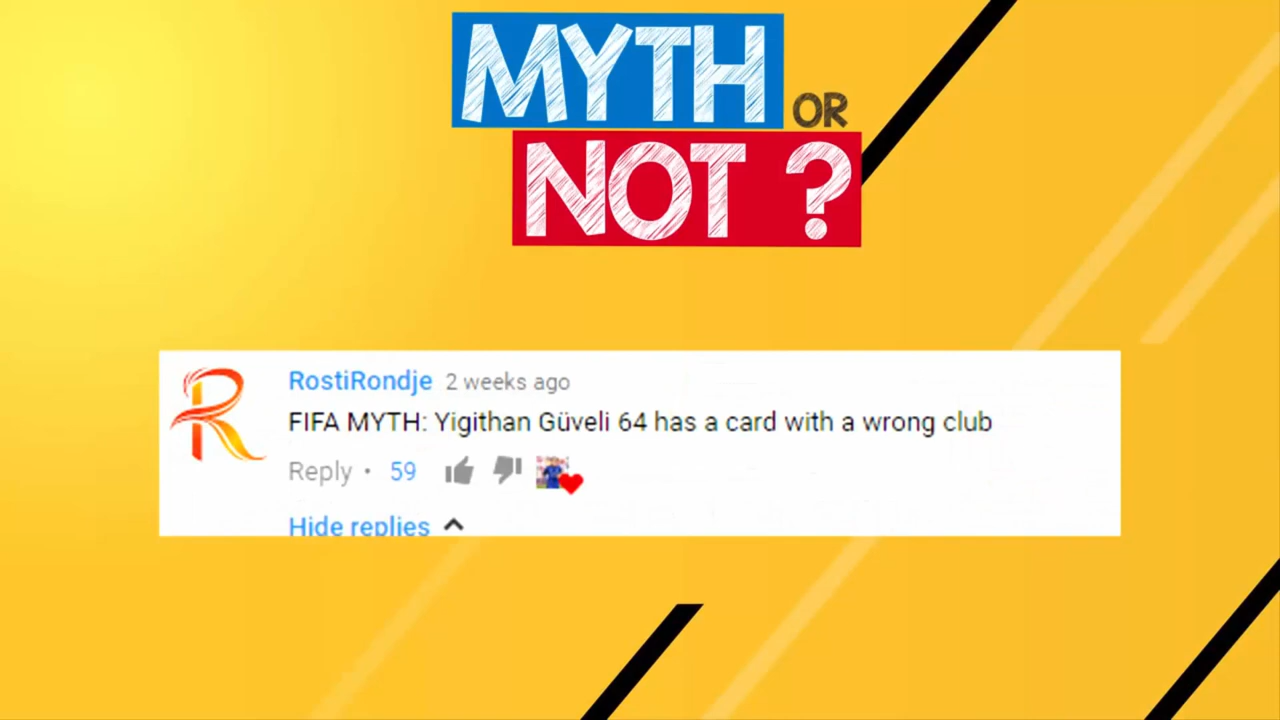 MYTH OR
NOT ?
RostiRondje 2 weeks ago
FIFA MYTH: Yigithan Güveli 64 has a card with a wrong club
Reply • 59
Hide replies